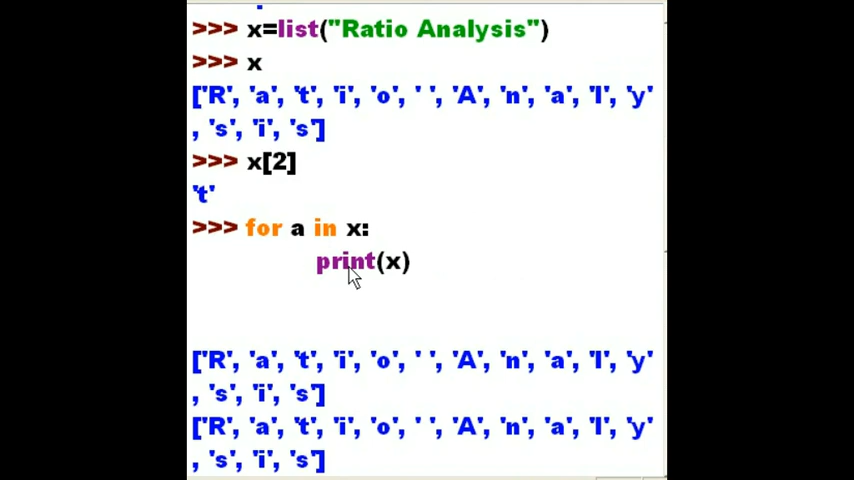 >>> x=list("Ratio Analysis")
>>> x
['R', 'a', 't', 'i', 'o', ' ', 'A', 'n', 'a', 'l', 'y'
, 's', 'i', 's']
>>> x[2]
't'
>>> for a in x:
print(x)
['R', 'a', 't', 'i', 'o', ' ', 'A', 'n', 'a', 'l', 'y'
, 's', 'i', 's']
['R', 'a', 't', 'i', 'o', ' ', 'A', 'n', 'a', 'l', 'y'
, 's', 'i', 's']